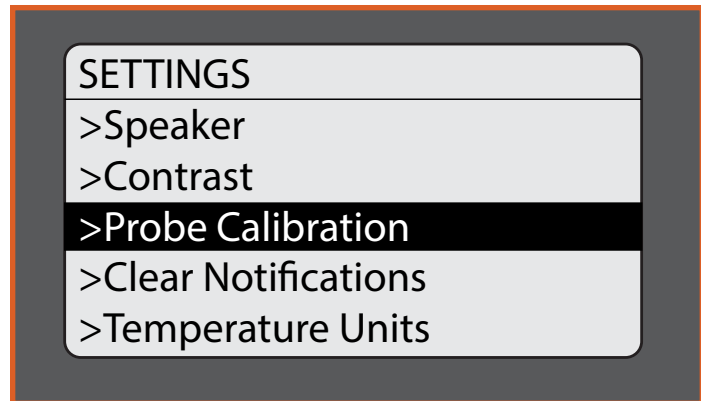 SETTINGS
>Speaker
>Contrast
>Probe Calibration
>Clear Notifications
>Temperature Units